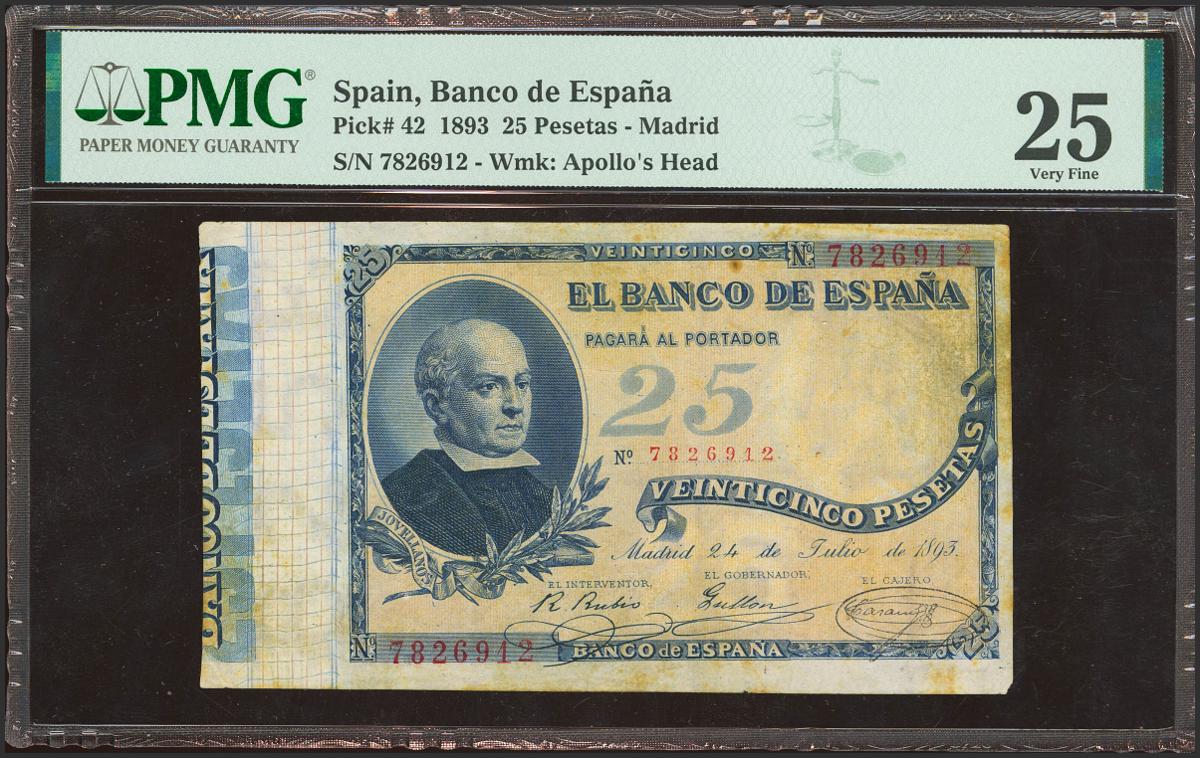 PMG®
PAPER MONEY GUARANTY
Spain, Banco de España
Pick# 42 1893 25 Pesetas - Madrid
S/N 7826912 - Wmk: Apollo's Head
25
Very Fine
25
VEINTICINCO
Nº 7826912
EL BANCO DE ESPAÑA
PAGARÁ AL PORTADOR
25
Nº 7826912
VEINTICINCO PESETAS
JOVELLANOS
Madrid 24 de Julio de 1893.
EL INTERVENTOR,
EL GOBERNADOR,
EL CAJERO,
R Rubio
Gullon
Nº 7826912
BANCO de ESPAÑA
25